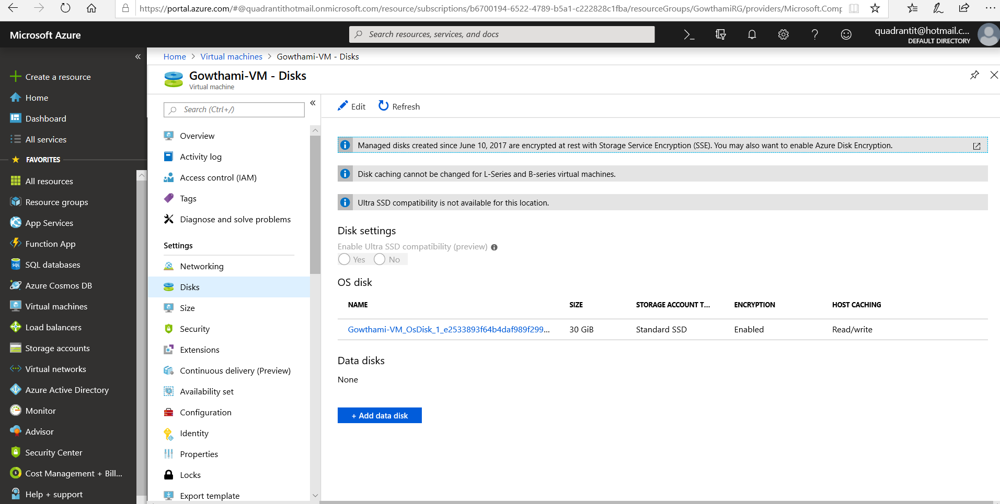 https://portal.azure.com/#@quadrantithotmail.onmicrosoft.com/resource/subscriptions/b6700194-6522-4789-b5a1-c222828c1fba/resourceGroups/GowthamiRG/providers/Microsoft.Comp
Microsoft Azure
Search resources, services, and docs
quadrantit@hotmail.c...
DEFAULT DIRECTORY
Home > Virtual machines > Gowthami-VM - Disks
Gowthami-VM - Disks
Virtual machine
Create a resource
Home
Dashboard
All services
FAVORITES
All resources
Resource groups
App Services
Function App
SQL databases
Azure Cosmos DB
Virtual machines
Load balancers
Storage accounts
Virtual networks
Azure Active Directory
Monitor
Advisor
Security Center
Cost Management + Bill...
Help + support
Search (Ctrl+/)
Overview
Activity log
Access control (IAM)
Tags
Diagnose and solve problems
Settings
Networking
Disks
Size
Security
Extensions
Continuous delivery (Preview)
Availability set
Configuration
Identity
Properties
Locks
Export template
Edit Refresh
Managed disks created since June 10, 2017 are encrypted at rest with Storage Service Encryption (SSE). You may also want to enable Azure Disk Encryption.
Disk caching cannot be changed for L-Series and B-series virtual machines.
Ultra SSD compatibility is not available for this location.
Disk settings
Enable Ultra SSD compatibility (preview)
Yes No
OS disk
NAME SIZE STORAGE ACCOUNT T... ENCRYPTION HOST CACHING
Gowthami-VM_OsDisk_1_e2533893f64b4daf989f299... 30 GiB Standard SSD Enabled Read/write
Data disks
None
+ Add data disk